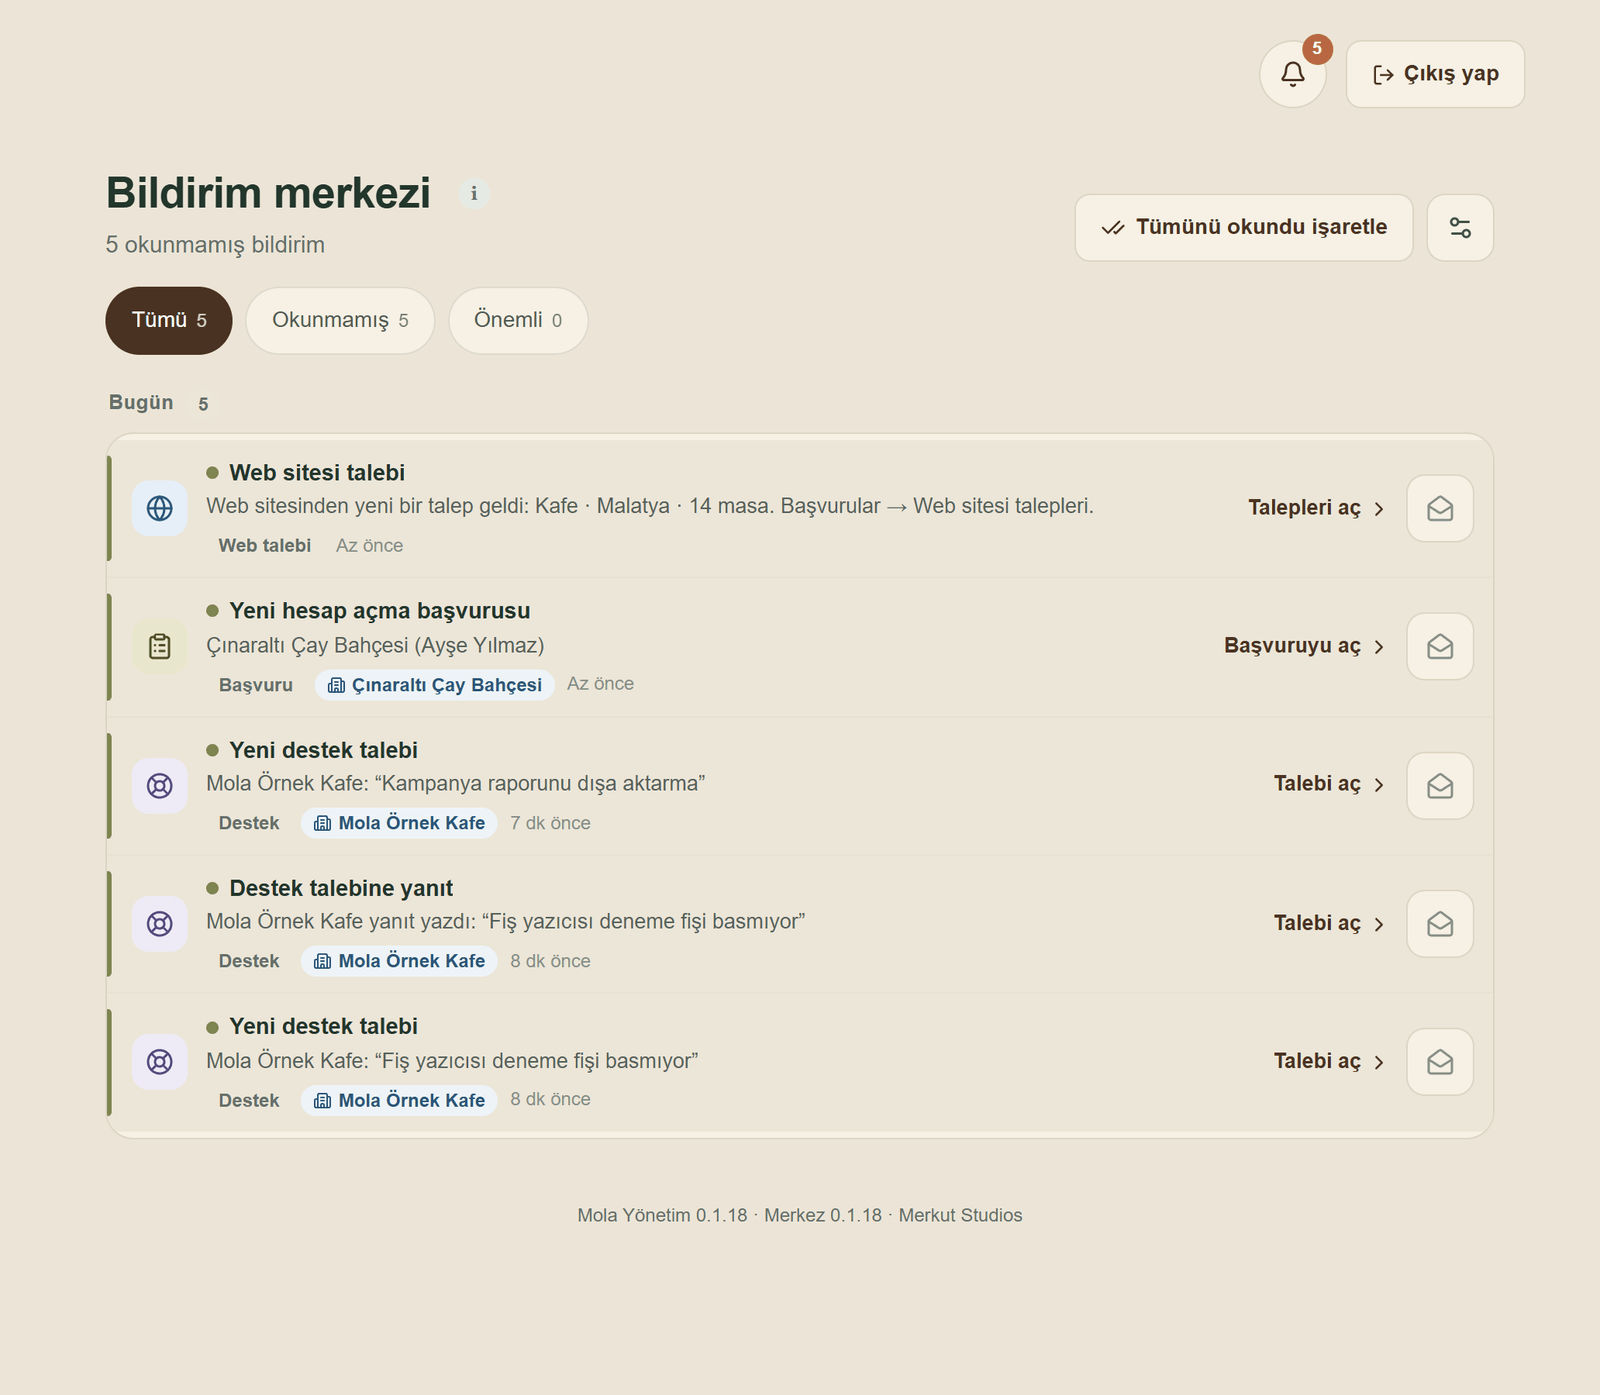 5
Çıkış yap
Bildirim merkezi i
5 okunmamış bildirim
Tümünü okundu işaretle
Tümü 5
Okunmamış 5
Önemli 0
Bugün 5
Web sitesi talebi
Web sitesinden yeni bir talep geldi: Kafe · Malatya · 14 masa. Başvurular → Web sitesi talepleri.
Web talebi Az önce
Talepleri aç
Yeni hesap açma başvurusu
Çınaraltı Çay Bahçesi (Ayşe Yılmaz)
Başvuru Çınaraltı Çay Bahçesi Az önce
Başvuruyu aç
Yeni destek talebi
Mola Örnek Kafe: “Kampanya raporunu dışa aktarma”
Destek Mola Örnek Kafe 7 dk önce
Talebi aç
Destek talebine yanıt
Mola Örnek Kafe yanıt yazdı: “Fiş yazıcısı deneme fişi basmıyor”
Destek Mola Örnek Kafe 8 dk önce
Talebi aç
Yeni destek talebi
Mola Örnek Kafe: “Fiş yazıcısı deneme fişi basmıyor”
Destek Mola Örnek Kafe 8 dk önce
Talebi aç
Mola Yönetim 0.1.18 · Merkez 0.1.18 · Merkut Studios